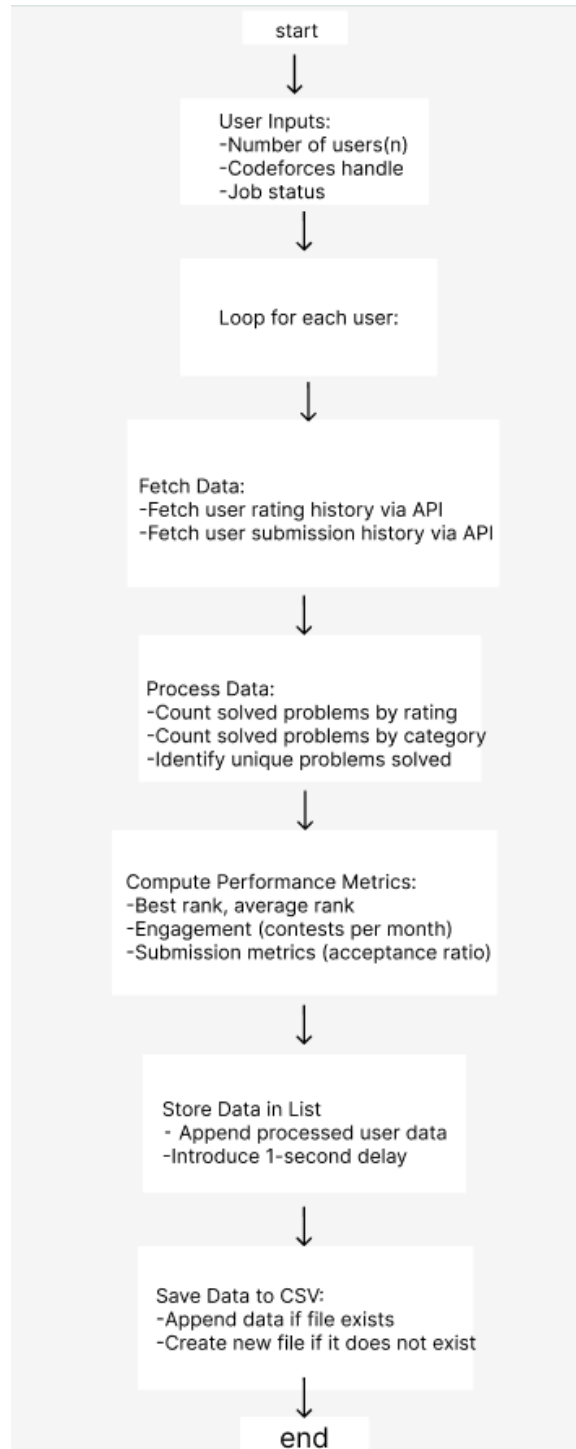 start
User Inputs:
-Number of users(n)
-Codeforces handle
-Job status
Loop for each user:
Fetch Data:
-Fetch user rating history via API
-Fetch user submission history via API
Process Data:
-Count solved problems by rating
-Count solved problems by category
-Identify unique problems solved
Compute Performance Metrics:
-Best rank, average rank
-Engagement (contests per month)
-Submission metrics (acceptance ratio)
Store Data in List
- Append processed user data
-Introduce 1-second delay
Save Data to CSV:
-Append data if file exists
-Create new file if it does not exist
end